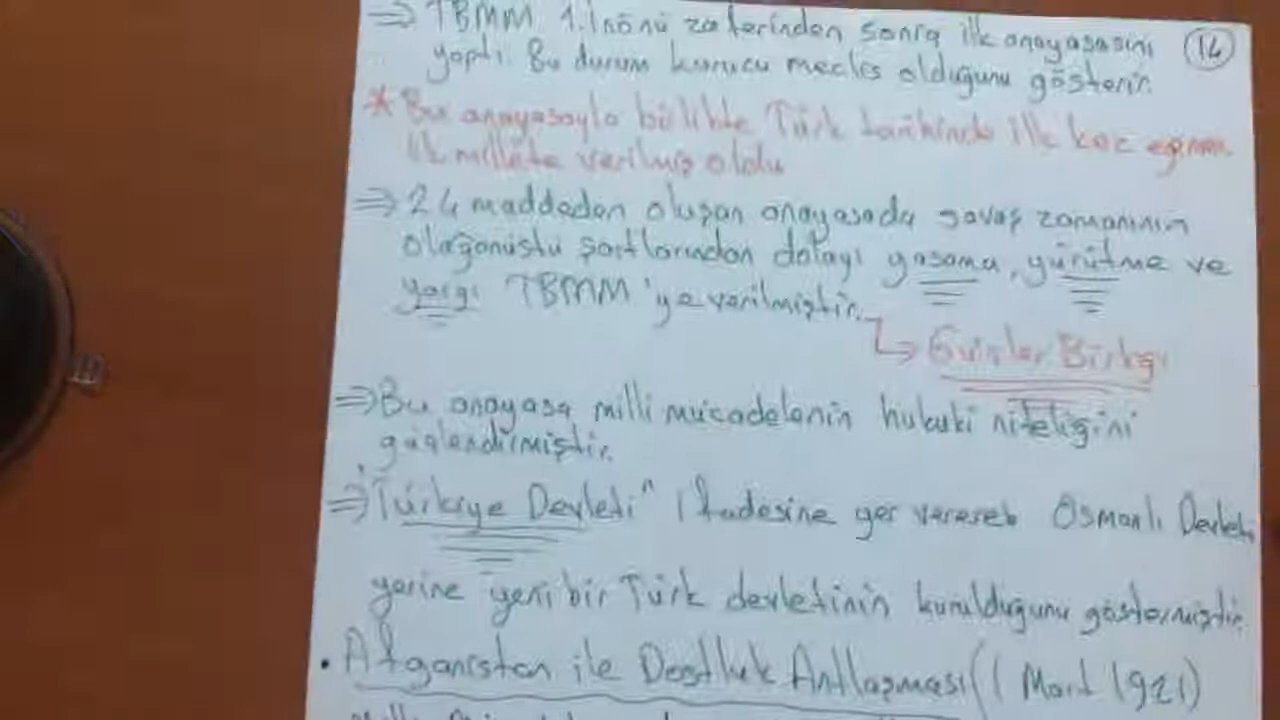 ⇒ TBMM 1. İnönü zaferinden sonra ilk anayasasını
yaptı. Bu durum kurucu meclis olduğunu gösterir.
14
* Bu anayasayla birlikte Türk tarihinde ilk kez egemen
lik millete verilmiş oldu
⇒ 24 maddeden oluşan anayasada savaş zamanının
olağanüstü şartlarından dolayı yasama, yürütme ve
yargı TBMM'ye verilmiştir.
↳ Güçler Birliği
⇒ Bu anayasa milli mücadelenin hukuki niteliğini
güçlendirmiştir.
⇒ "Türkiye Devleti" ifadesine yer vererek Osmanlı Devleti
yerine yeni bir Türk devletinin kurulduğunu göstermiştir.
• Afganistan ile Dostluk Antlaşması (1 Mart 1921)